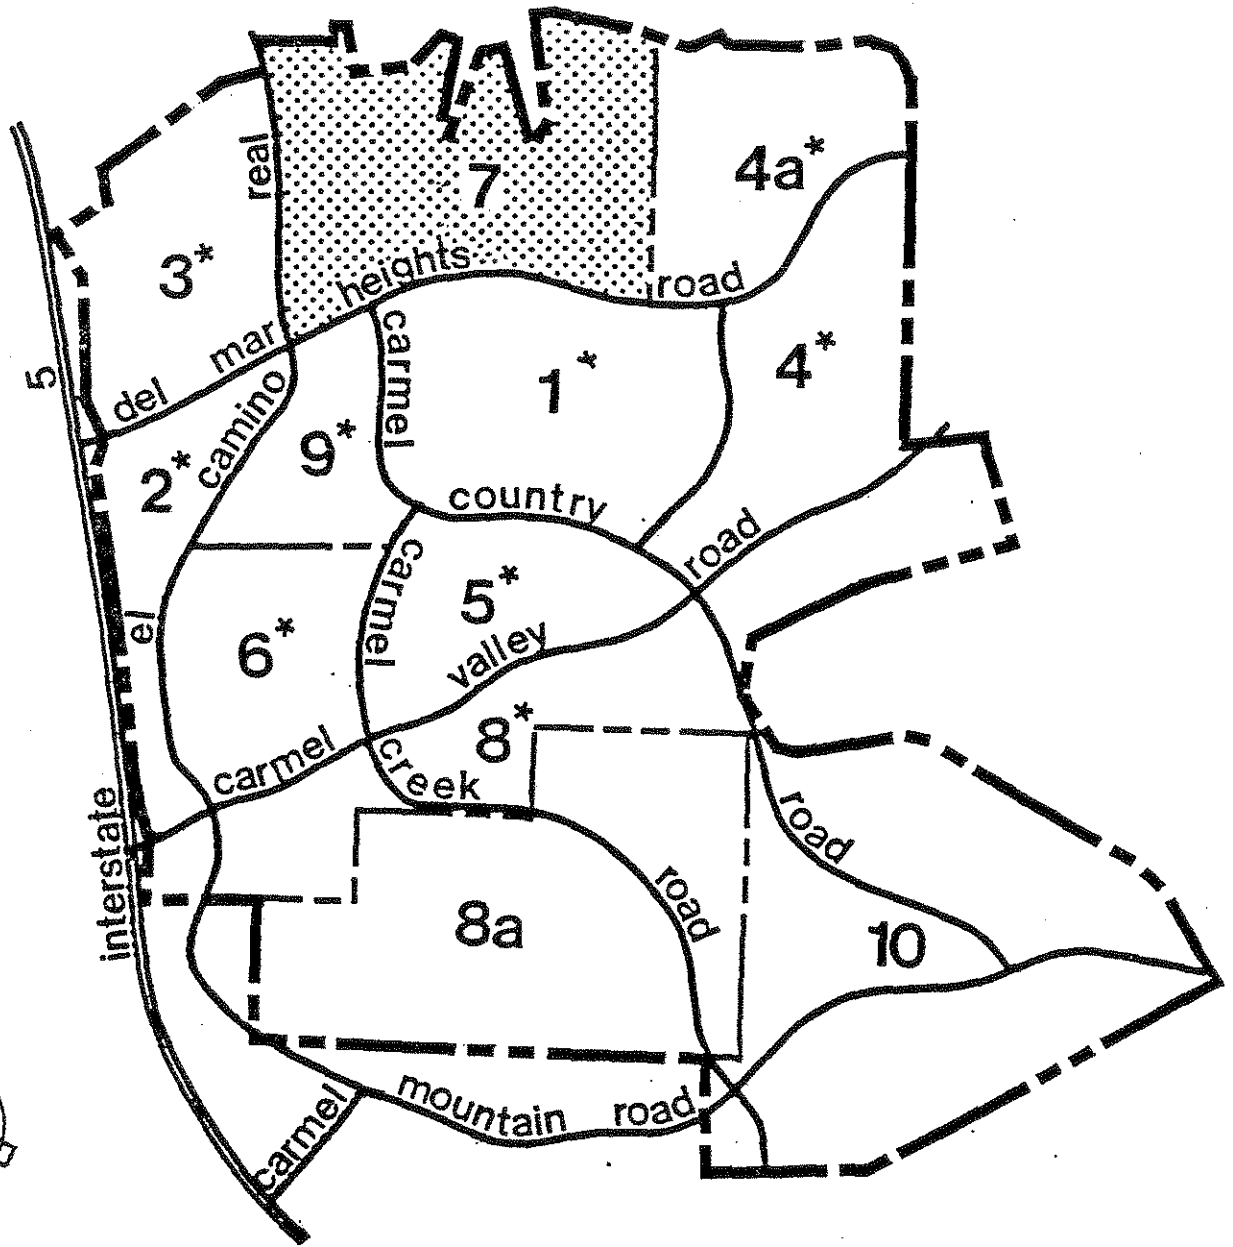 real
7
4a*
3*
del mar heights road
5
carmel
1*
4*
2*
el camino
9*
country
carmel
5*
road
6*
valley
carmel
8*
creek
interstate
road
road
8a
10
carmel
mountain road